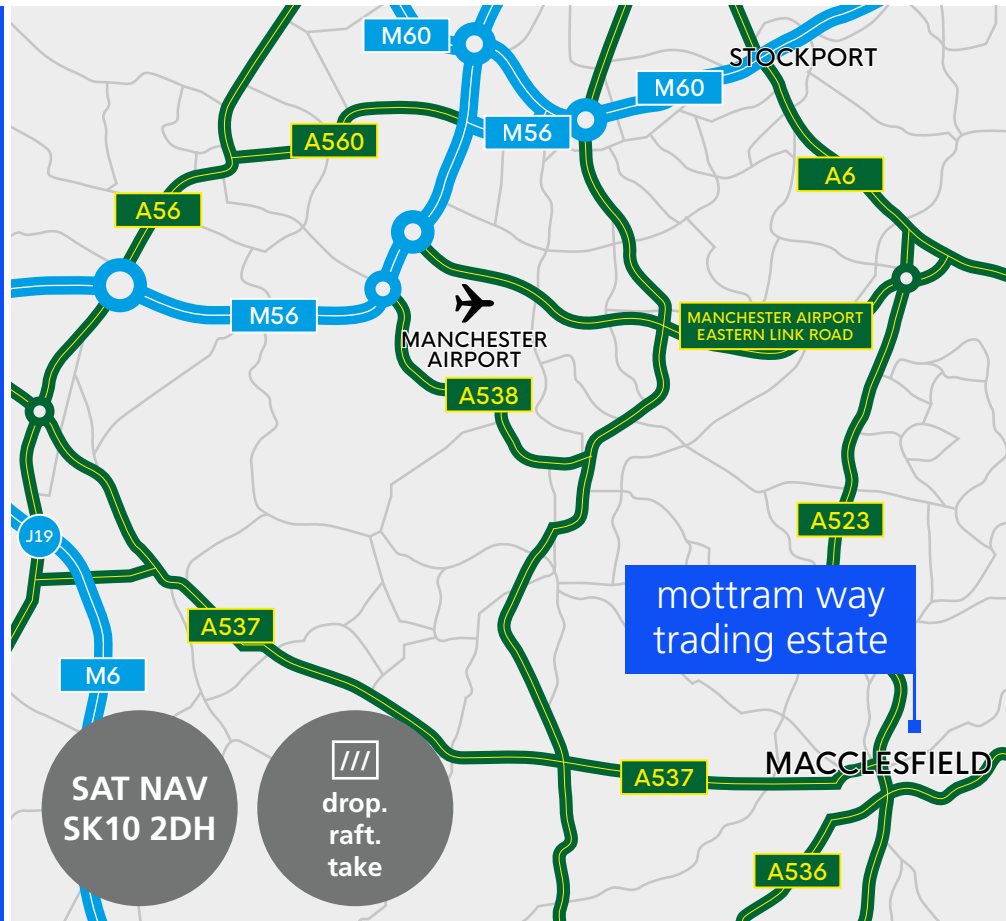 M60
STOCKPORT
M60
A560
M56
A6
A56
M56
MANCHESTER AIRPORT
EASTERN LINK ROAD
MANCHESTER
AIRPORT
A538
A523
J19
mottram way
trading estate
A537
M6
MACCLESFIELD
A537
SAT NAV
SK10 2DH
///
drop.
raft.
take
A536